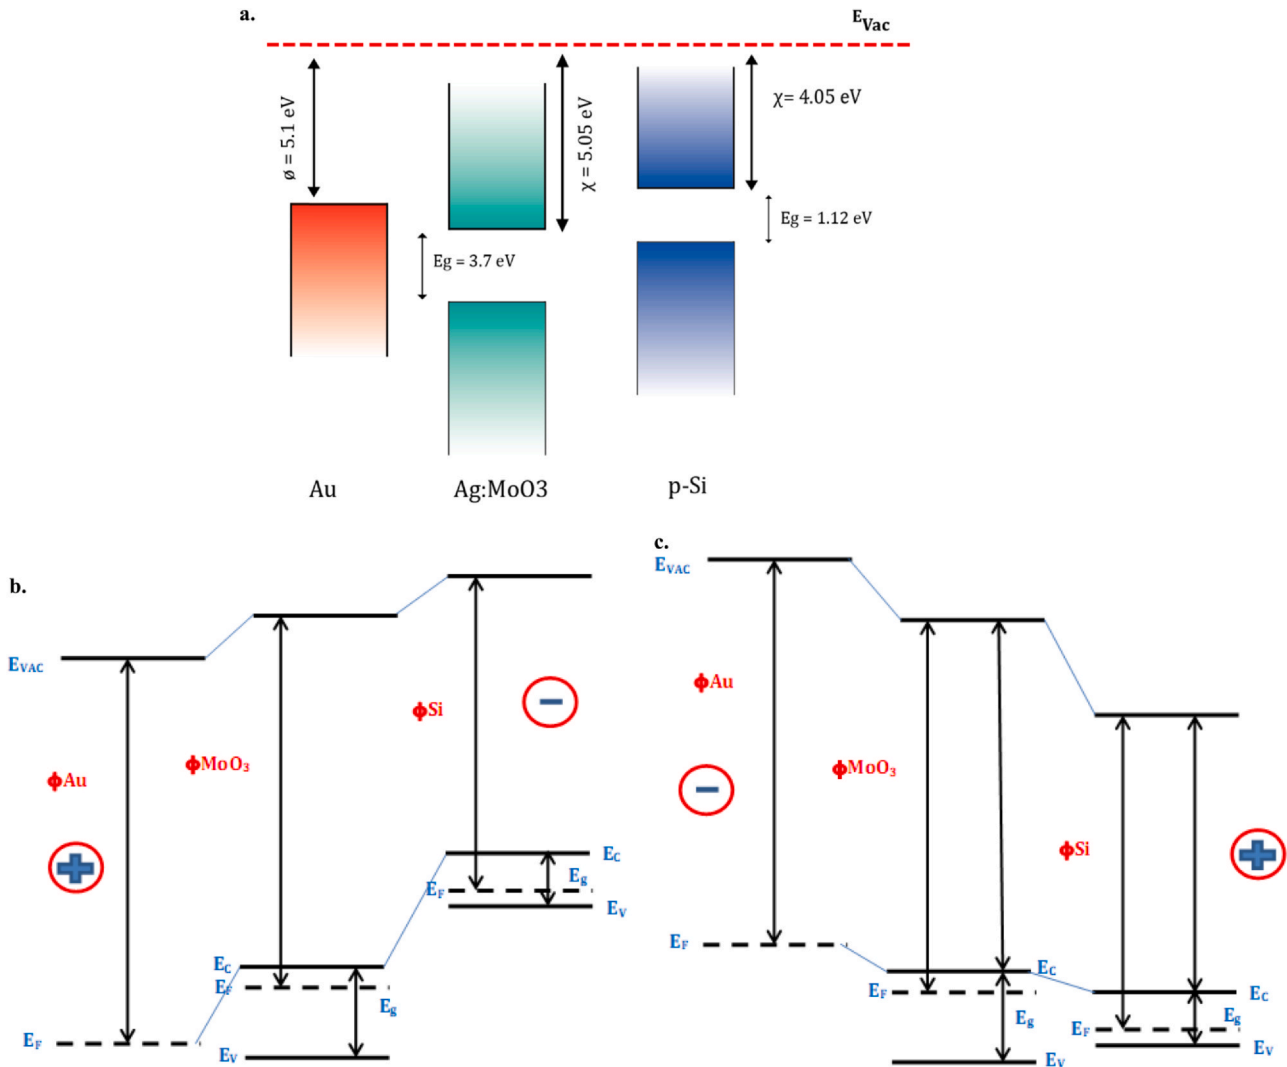 a.
EVac
ø = 5.1 eV
χ = 5.05 eV
χ= 4.05 eV
Eg = 3.7 eV
Eg = 1.12 eV
Au
Ag:MoO3
p-Si
b.
EVAC
ϕAu
ϕMoO₃
ϕSi
−
+
EC
EF
Eg
EV
EC
EF
Eg
EV
EF
c.
EVAC
ϕAu
−
ϕMoO₃
ϕSi
+
EF
EC
EF
Eg
EV
EC
EF
Eg
EV